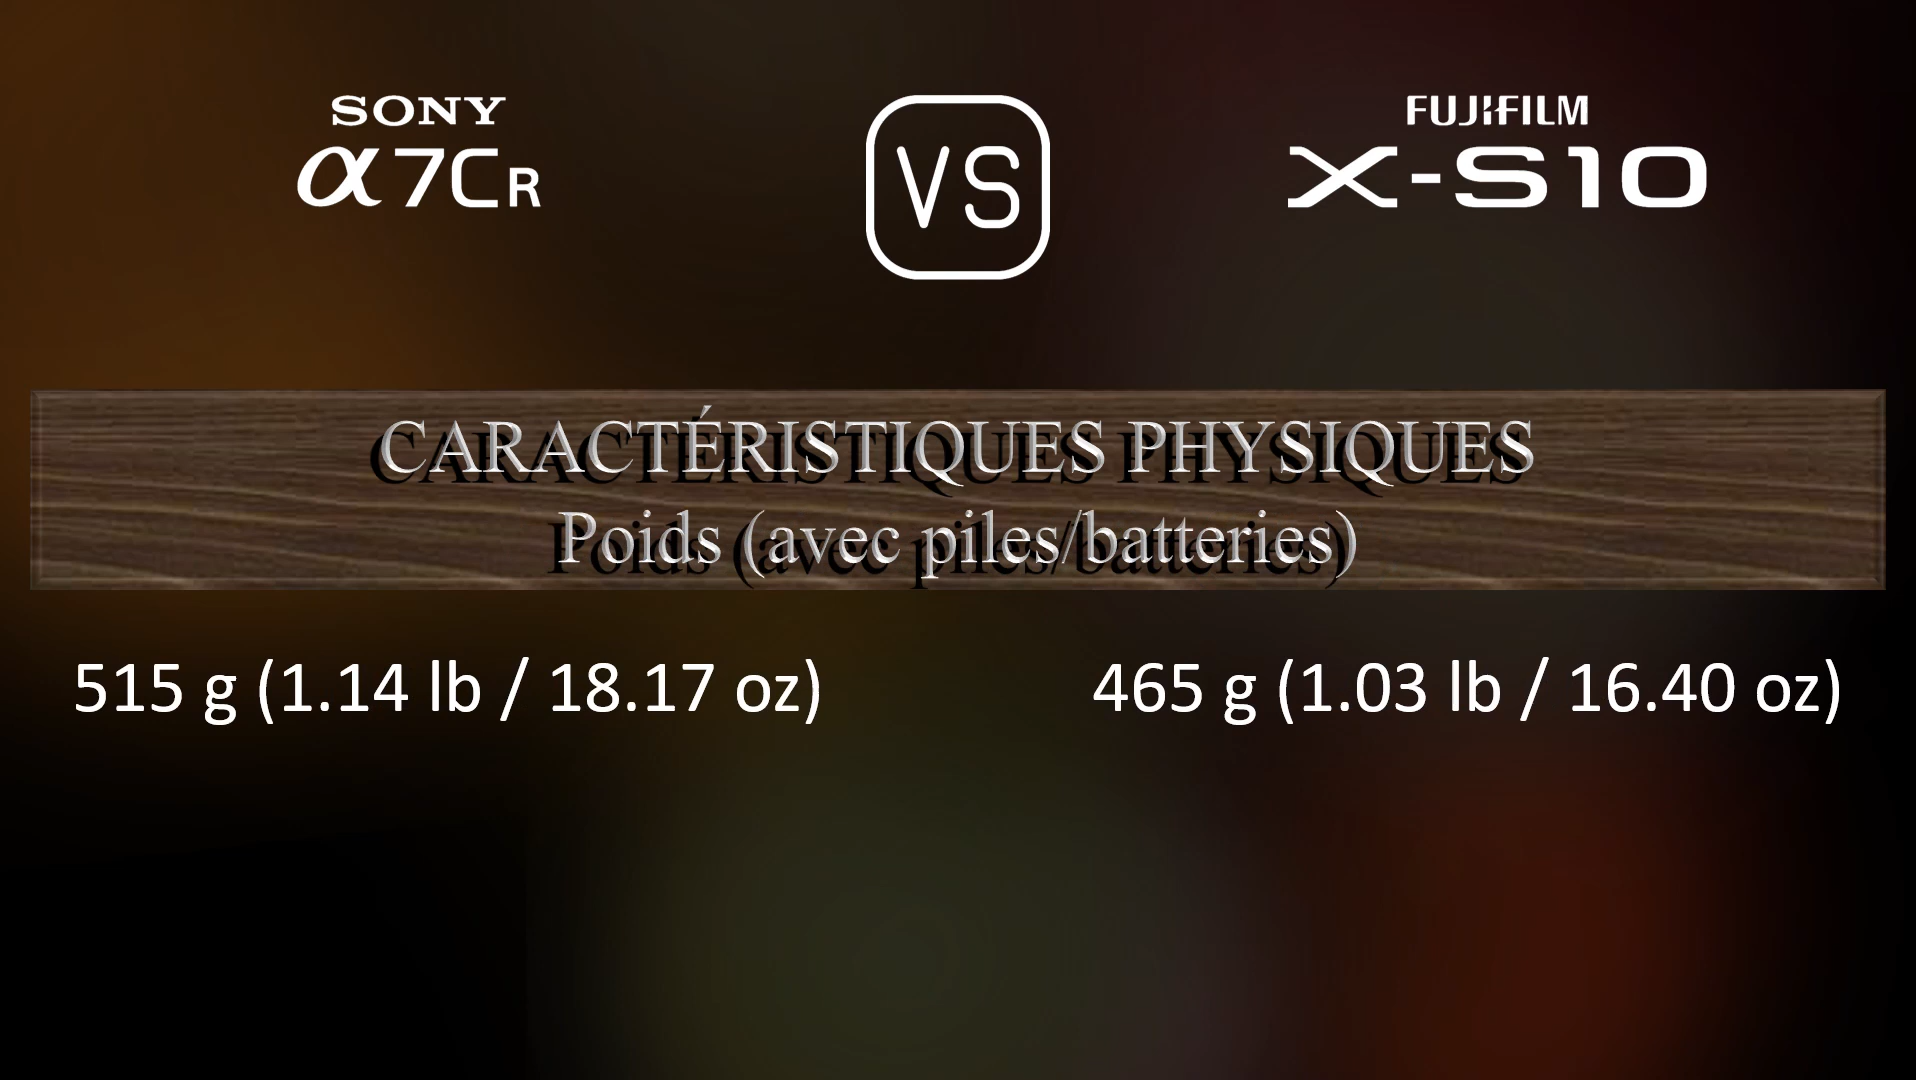 SONY
α7CR
VS
FUJIFILM
X-S10
CARACTÉRISTIQUES PHYSIQUES
Poids (avec piles/batteries)
515 g (1.14 lb / 18.17 oz)
465 g (1.03 lb / 16.40 oz)